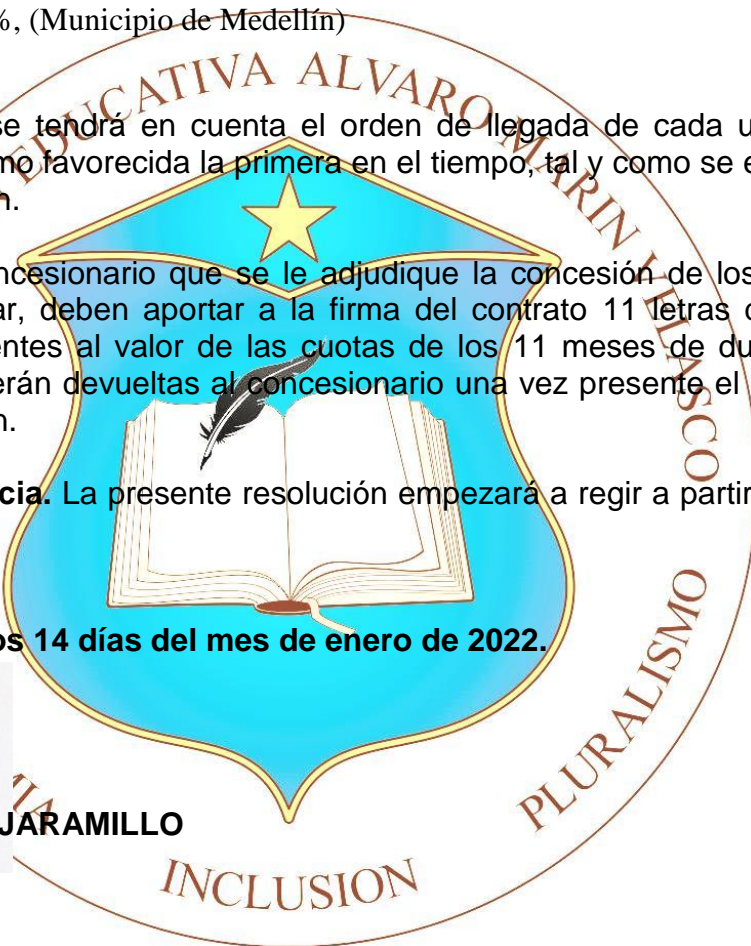 %, (Municipio de Medellín)
EDUCATIVA ALVARO MARIN VELASCO
se tendrá en cuenta el orden de llegada de cada u
mo favorecida la primera en el tiempo, tal y como se e
n.
ncesionario que se le adjudique la concesión de los
ar, deben aportar a la firma del contrato 11 letras
entes al valor de las cuotas de los 11 meses de du
erán devueltas al concesionario una vez presente el
n.
cia. La presente resolución empezará a regir a partir
os 14 días del mes de enero de 2022.
JARAMILLO
MIA
INCLUSION
PLURALISMO